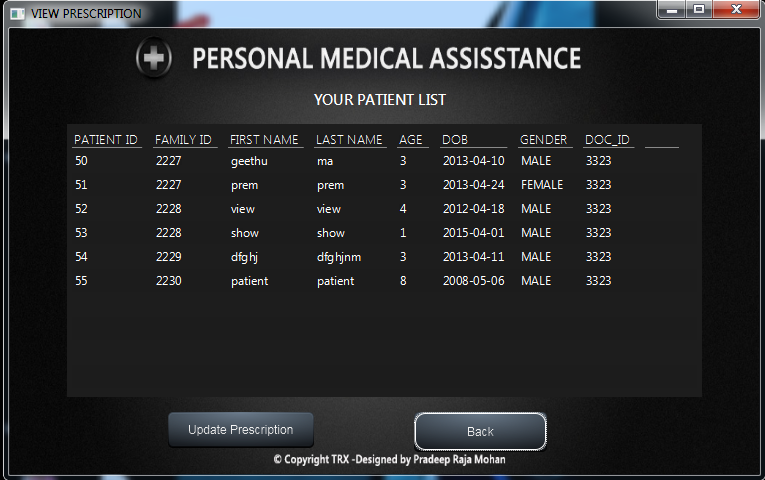 VIEW PRESCRIPTION
PERSONAL MEDICAL ASSISSTANCE
YOUR PATIENT LIST
PATIENT ID FAMILY ID FIRST NAME LAST NAME AGE DOB GENDER DOC_ID
50 2227 geethu ma 3 2013-04-10 MALE 3323
51 2227 prem prem 3 2013-04-24 FEMALE 3323
52 2228 view view 4 2012-04-18 MALE 3323
53 2228 show show 1 2015-04-01 MALE 3323
54 2229 dfghj dfghjnm 3 2013-04-11 MALE 3323
55 2230 patient patient 8 2008-05-06 MALE 3323
Update Prescription Back
© Copyright TRX -Designed by Pradeep Raja Mohan